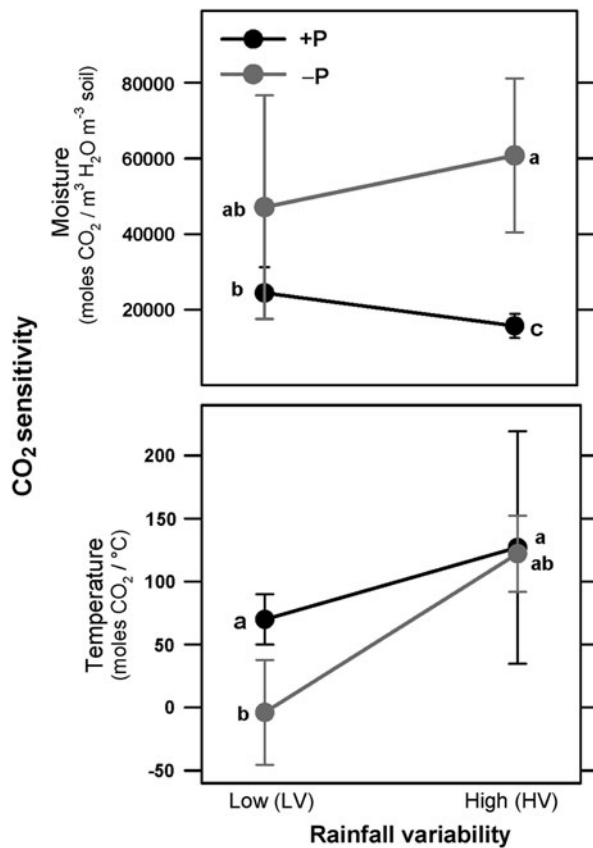 +P
−P
80000
60000
40000
20000
Moisture
(moles CO₂ / m³ H₂O m⁻³ soil)
ab
a
b
c
CO₂ sensitivity
200
150
100
50
0
-50
Temperature
(moles CO₂ / °C)
a
a
ab
b
Low (LV)
High (HV)
Rainfall variability